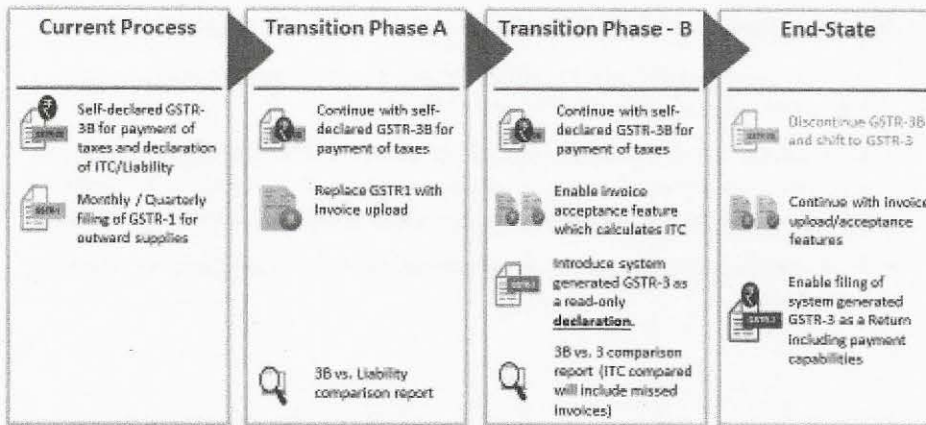 Current Process
Self-declared GSTR-
3B for payment of
taxes and declaration
of ITC/Liability
GSTR-1
Monthly / Quarterly
filing of GSTR-1 for
outward supplies
Transition Phase A
Continue with self-
declared GSTR-3B for
payment of taxes
Replace GSTR1 with
Invoice upload
3B vs. Liability
comparison report
Transition Phase - B
Continue with self-
declared GSTR-3B for
payment of taxes
Enable invoice
acceptance feature
which calculates ITC
Introduce system
generated GSTR-3 as
a read-only
declaration.
3B vs. 3 comparison
report (ITC compared
will include missed
invoices)
End-State
Discontinue GSTR-3B
and shift to GSTR-3
Continue with invoice
upload/acceptance
features
Enable filing of
system generated
GSTR-3 as a Return
including payment
capabilities